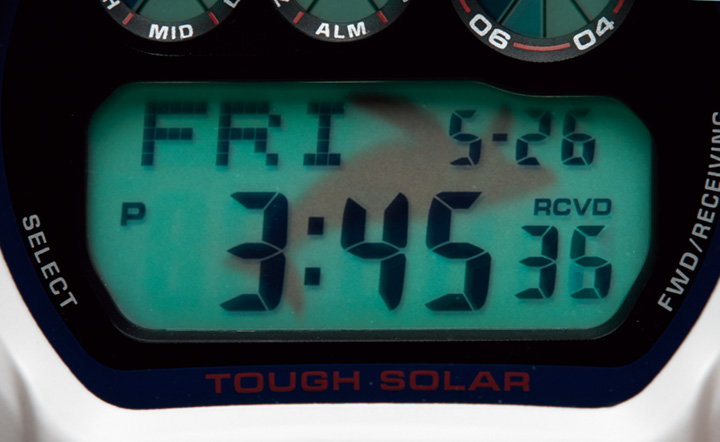 MID
ALM
06
04
FRI 5-26
P 3:45 36
RCVD
SELECT
FWD/RECEIVING
TOUGH SOLAR